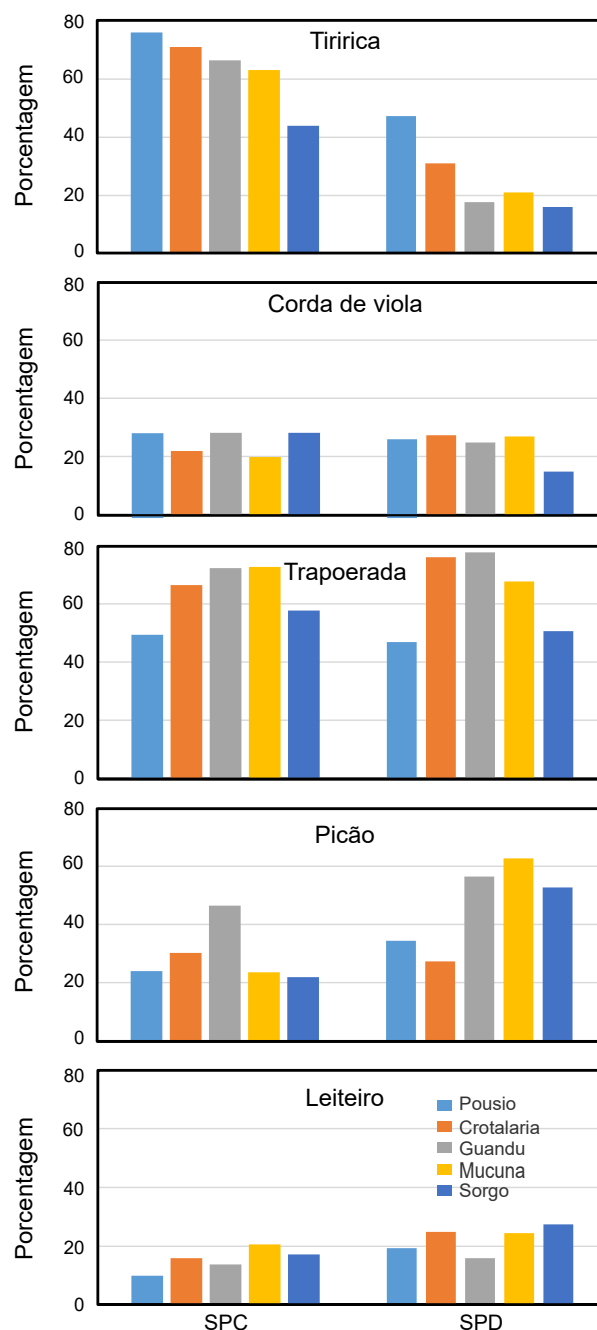 Tiririca
Porcentagem
80
60
40
20
0
Corda de viola
Porcentagem
80
60
40
20
0
Trapoerada
Porcentagem
80
60
40
20
0
Picão
Porcentagem
80
60
40
20
0
Leiteiro
Porcentagem
80
60
40
20
0
Pousio
Crotalaria
Guandu
Mucuna
Sorgo
SPC SPD